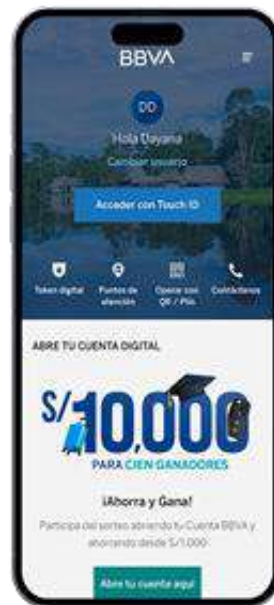 BBVA
DD
Hola Dayana
Cambiar usuario
Acceder con Touch ID
Token digital
Puntos de atención
Operar con QR / Plin
Contáctanos
ABRE TU CUENTA DIGITAL
S/10,000
PARA CIEN GANADORES
¡Ahorra y Gana!
Participa del sorteo abriendo tu Cuenta BBVA y
ahorrando desde S/1,000
Abre tu cuenta aquí